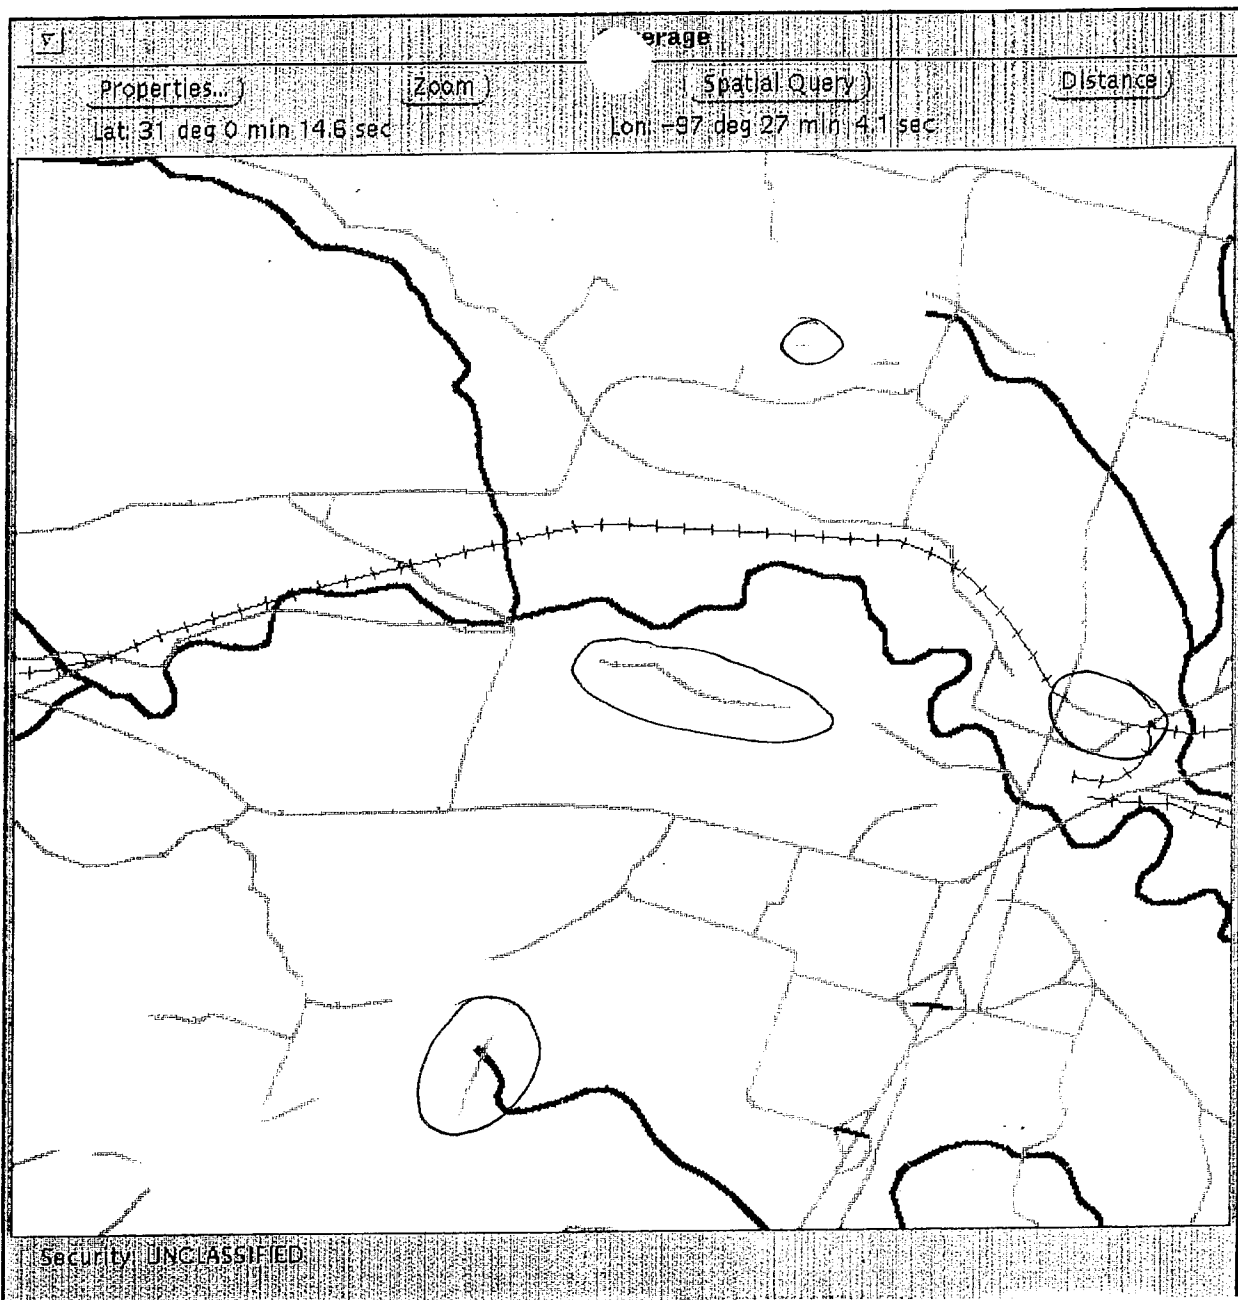 erage
Properties... Zoom Spatial Query Distance
Lat: 31 deg 0 min 14.6 sec Lon: -97 deg 27 min 4.1 sec
Security: UNCLASSIFIED